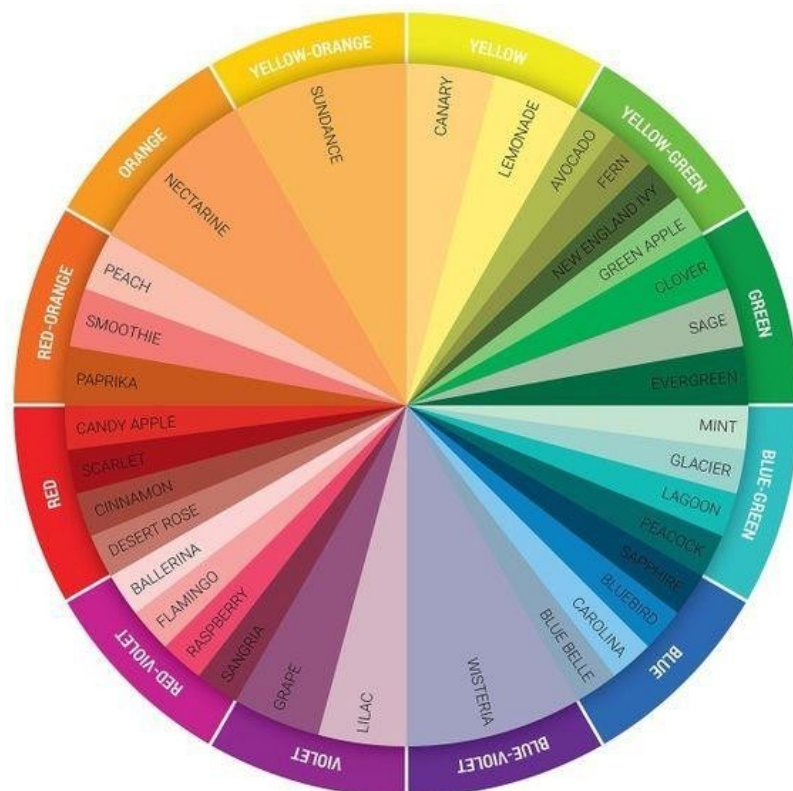 YELLOW
YELLOW-GREEN
GREEN
BLUE-GREEN
BLUE
BLUE-VIOLET
VIOLET
RED-VIOLET
RED
RED-ORANGE
ORANGE
YELLOW-ORANGE
CANARY
LEMONADE
AVOCADO
FERN
NEW ENGLAND IVY
GREEN APPLE
CLOVER
SAGE
EVERGREEN
MINT
GLACIER
LAGOON
PEACOCK
SAPPHIRE
BLUEBIRD
CAROLINA
BLUE BELLE
WISTERIA
LILAC
GRAPE
SANGRIA
RASPBERRY
FLAMINGO
BALLERINA
DESERT ROSE
CINNAMON
SCARLET
CANDY APPLE
PAPRIKA
SMOOTHIE
PEACH
NECTARINE
SUNDANCE